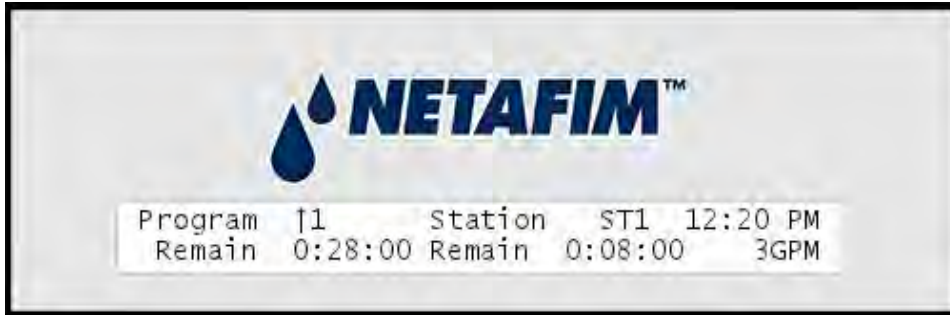 NETAFIM™
Program ↑1 Station ST1 12:20 PM
Remain 0:28:00 Remain 0:08:00 3GPM